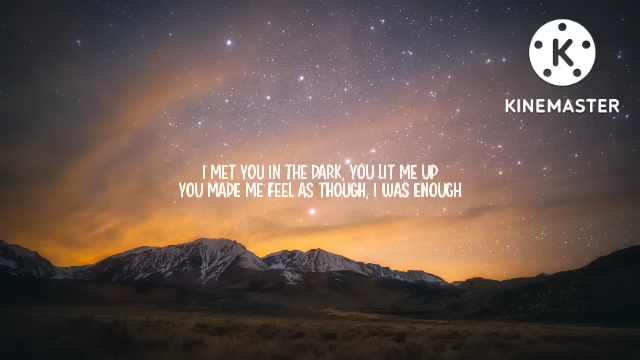 KINEMASTER
I MET YOU IN THE DARK, YOU LIT ME UP
YOU MADE ME FEEL AS THOUGH, I WAS ENOUGH